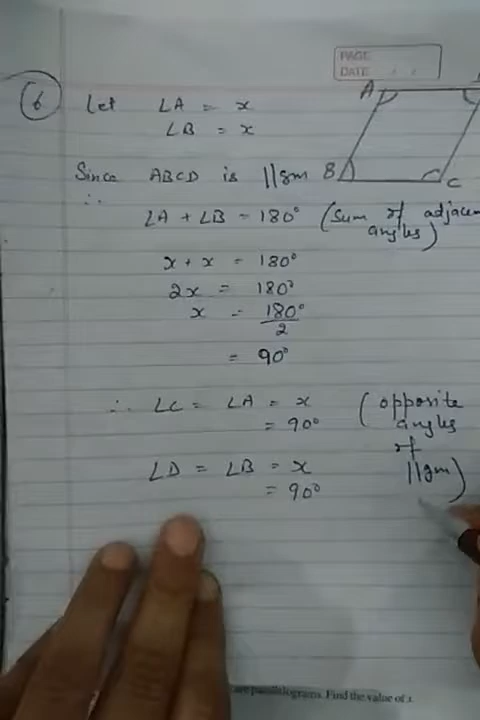 PAGE
DATE / /
6 Let ∠A = x
∠B = x
A
B
C
Since ABCD is ||gm
∴
∠A + ∠B = 180° (Sum of adjacen
angles)
x + x = 180°
2x = 180°
x = 180°/2
= 90°
∴ ∠C = ∠A = x (opposite
= 90° angles
of
∠D = ∠B = x ||gm)
= 90°
are parallelograms. Find the value of x.